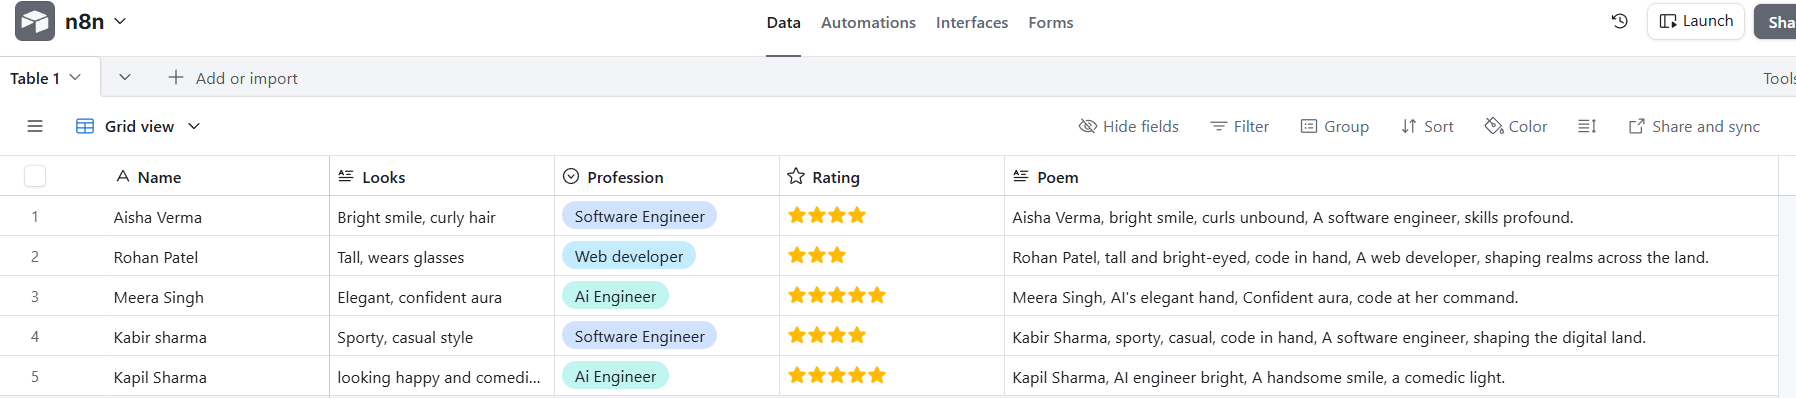 n8n Data Automations Interfaces Forms Launch Sha
Table 1 Add or import Tools
Grid view Hide fields Filter Group Sort Color Share and sync
Name Looks Profession Rating Poem
1 Aisha Verma Bright smile, curly hair Software Engineer Aisha Verma, bright smile, curls unbound, A software engineer, skills profound.
2 Rohan Patel Tall, wears glasses Web developer Rohan Patel, tall and bright-eyed, code in hand, A web developer, shaping realms across the land.
3 Meera Singh Elegant, confident aura Ai Engineer Meera Singh, AI's elegant hand, Confident aura, code at her command.
4 Kabir sharma Sporty, casual style Software Engineer Kabir Sharma, sporty, casual, code in hand, A software engineer, shaping the digital land.
5 Kapil Sharma looking happy and comedi... Ai Engineer Kapil Sharma, AI engineer bright, A handsome smile, a comedic light.